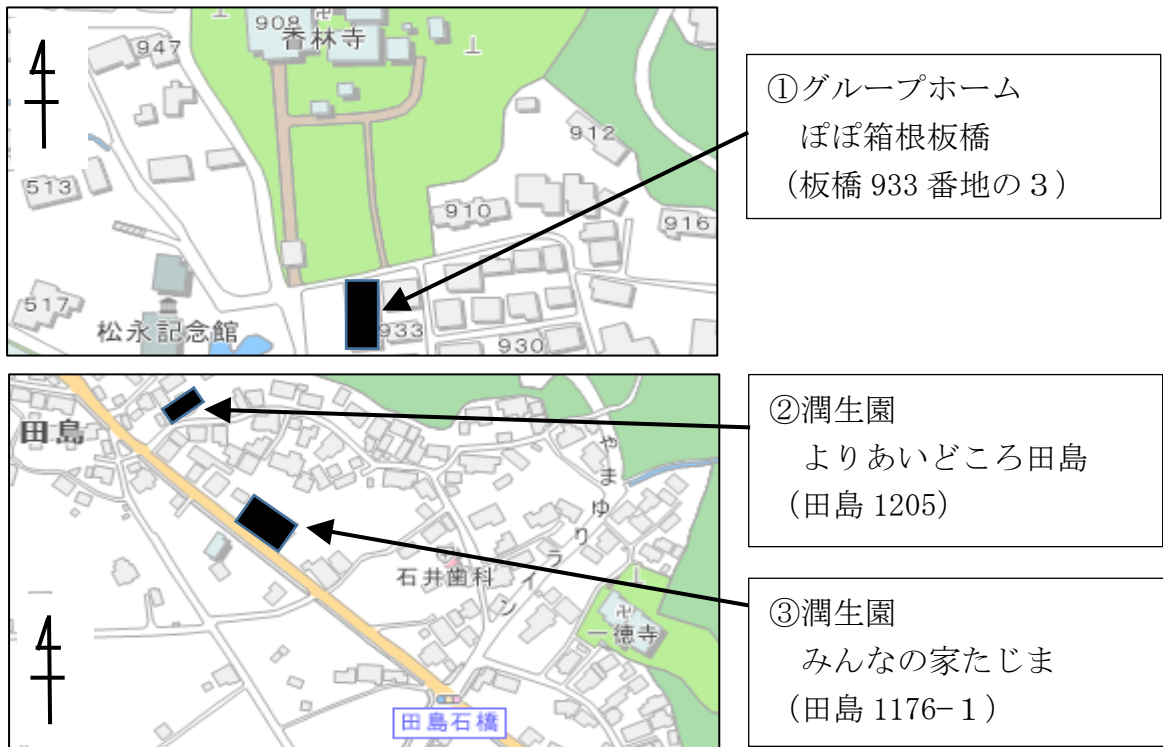 908
香林寺
947
912
513
910
916
517
松永記念館
933
930
①グループホーム
ぽぽ箱根板橋
（板橋 933 番地の３）
田島
やまゆりライン
石井歯科
一徳寺
田島石橋
②潤生園
よりあいどころ田島
（田島 1205）
③潤生園
みんなの家たじま
（田島 1176−１）